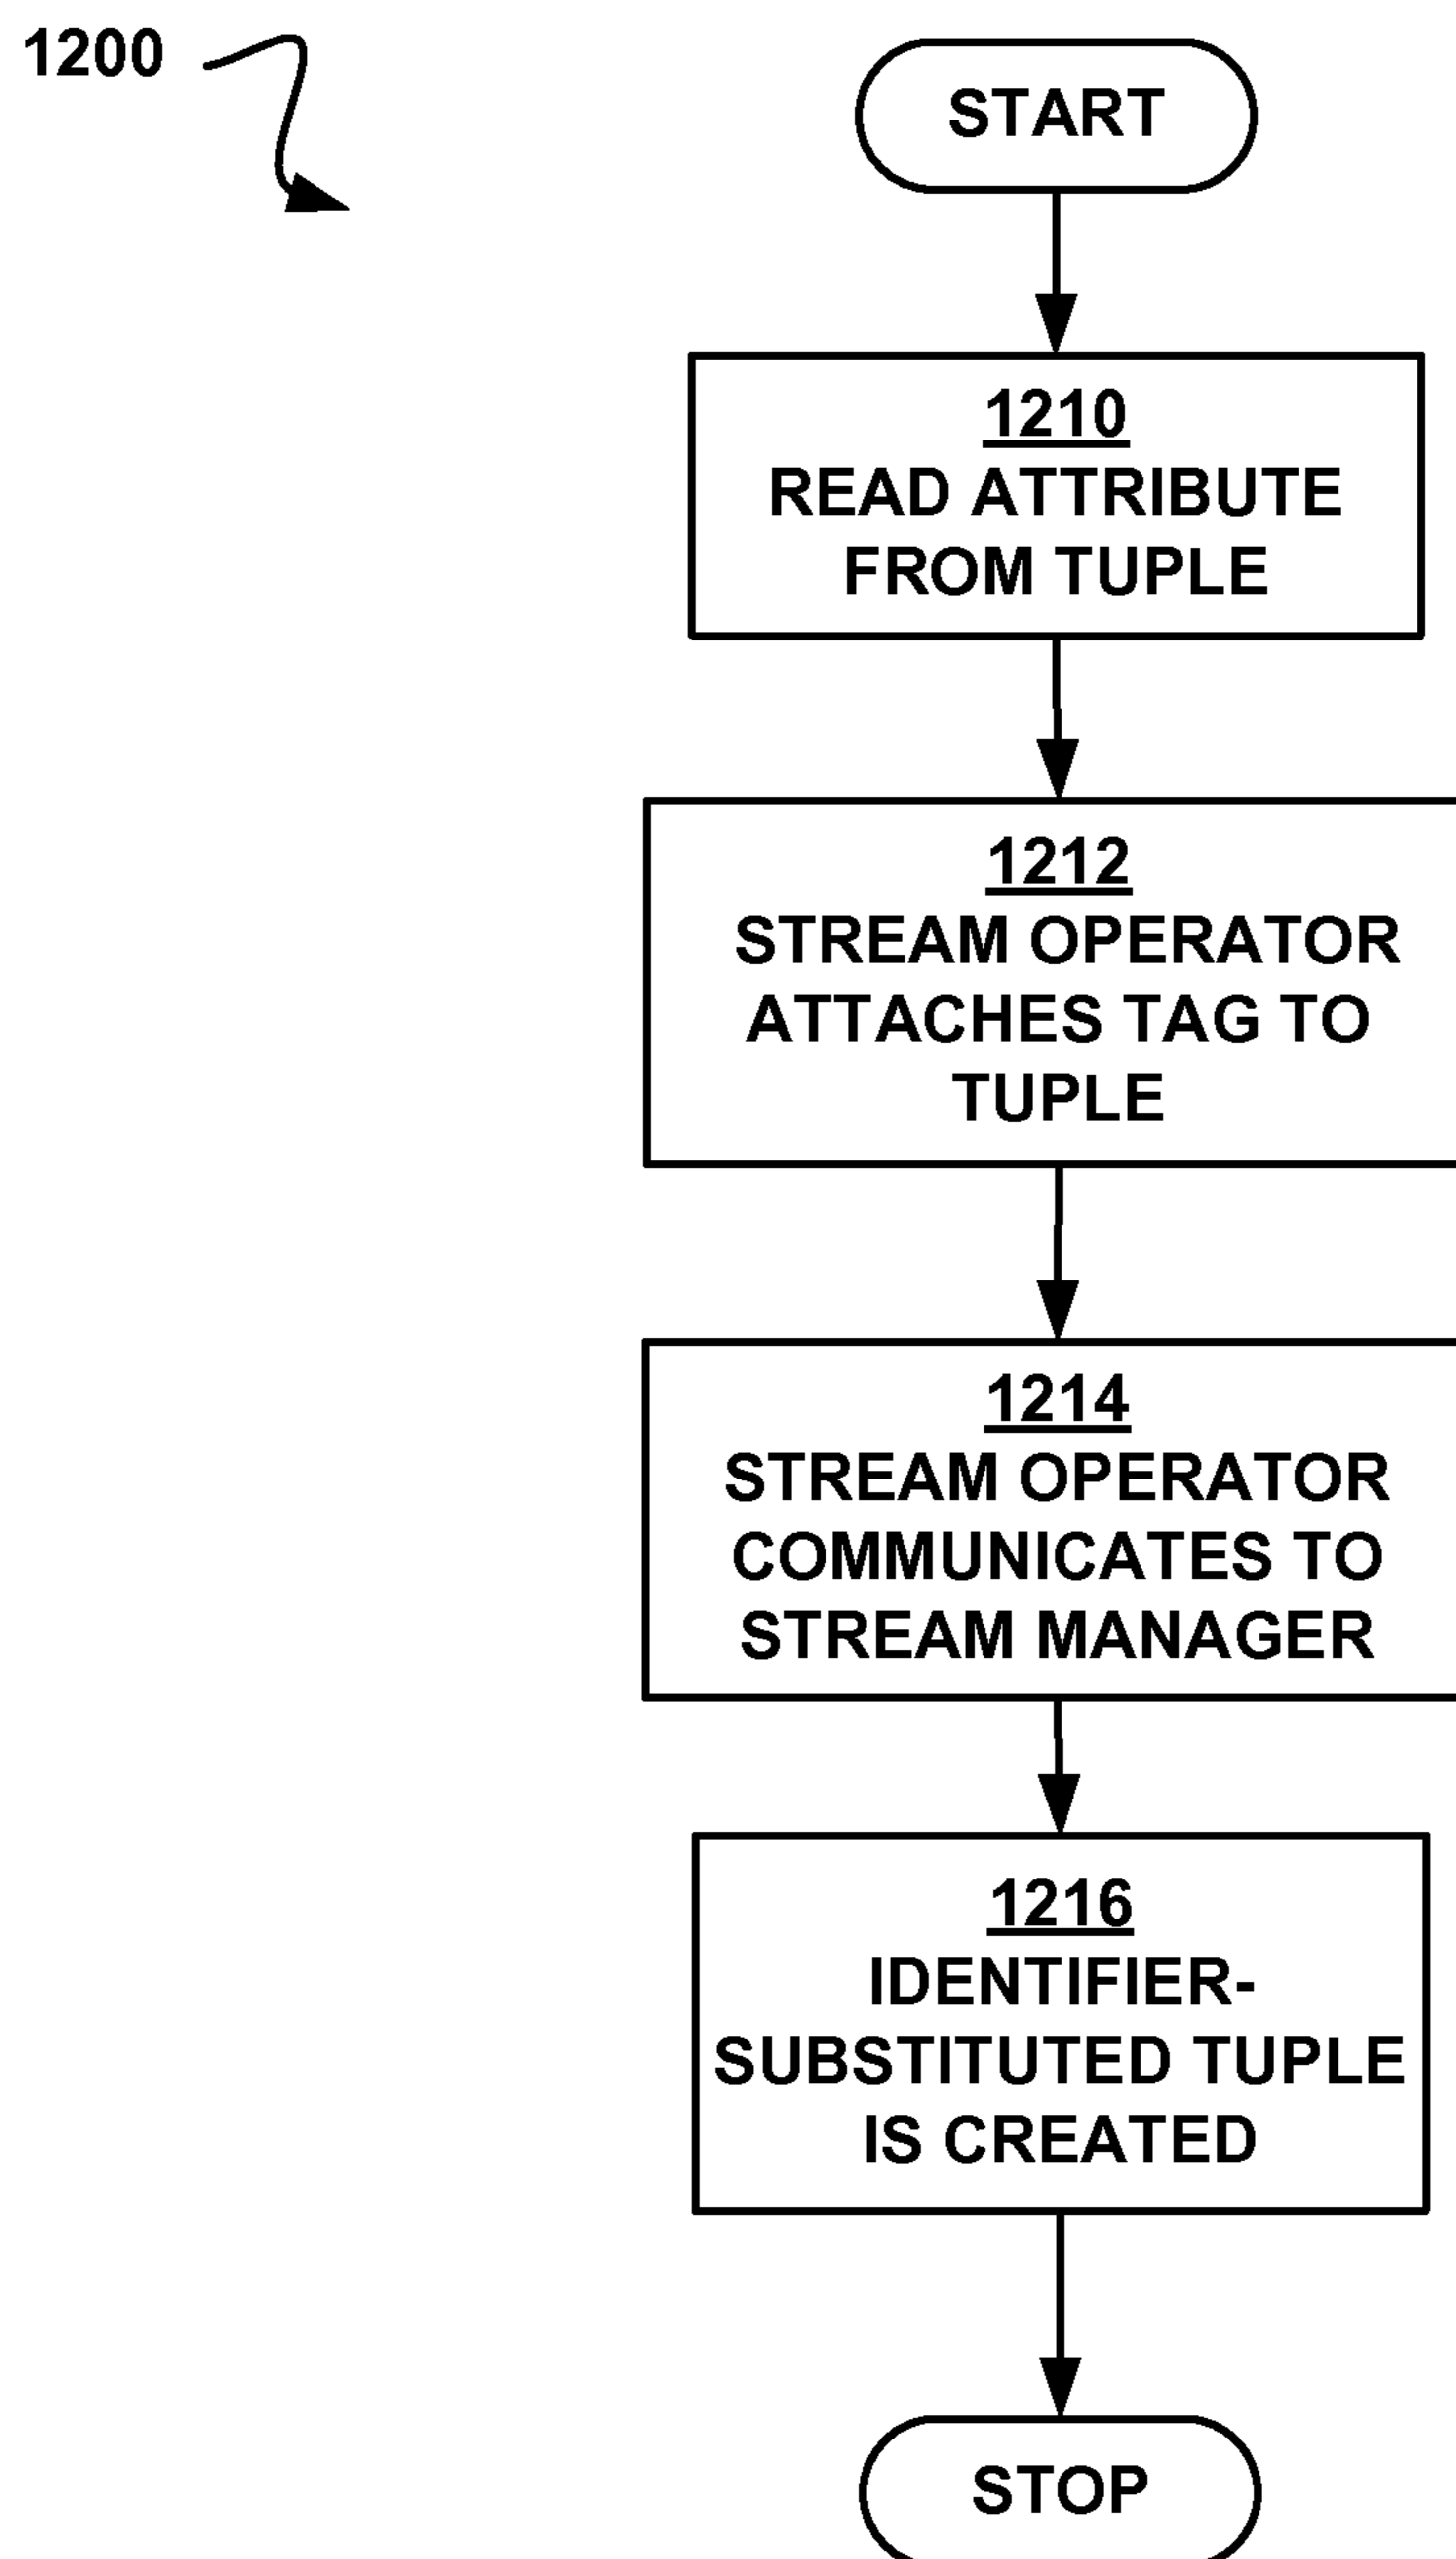 1200
START
1210
READ ATTRIBUTE
FROM TUPLE
1212
STREAM OPERATOR
ATTACHES TAG TO
TUPLE
1214
STREAM OPERATOR
COMMUNICATES TO
STREAM MANAGER
1216
IDENTIFIER-
SUBSTITUTED TUPLE
IS CREATED
STOP